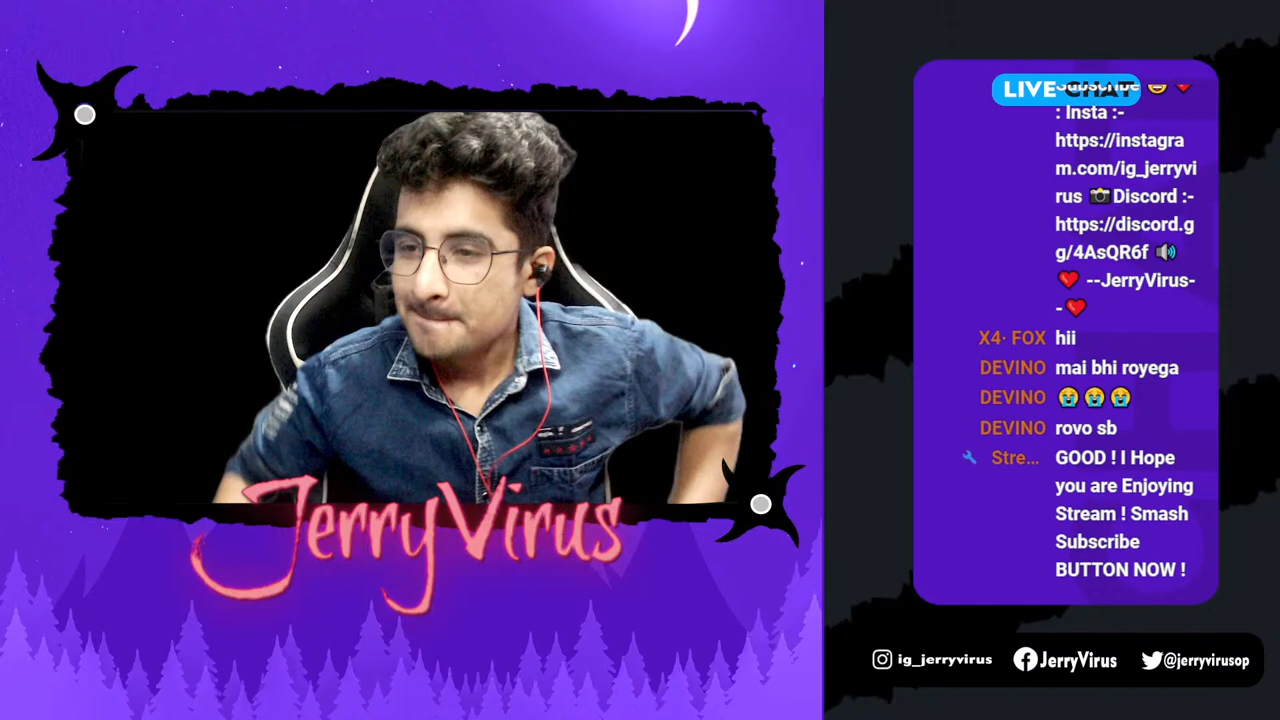 JerryVirus
LIVE CHAT
Subscribe 😄 ❤
: Insta :-
https://instagra
m.com/ig_jerryvi
rus 📸Discord :-
https://discord.g
g/4AsQR6f 🔊
❤ --JerryVirus-
-❤
X4· FOX hii
DEVINO mai bhi royega
DEVINO 😭😭😭
DEVINO rovo sb
Stre... GOOD ! I Hope
you are Enjoying
Stream ! Smash
Subscribe
BUTTON NOW !
ig_jerryvirus JerryVirus @jerryvirusop